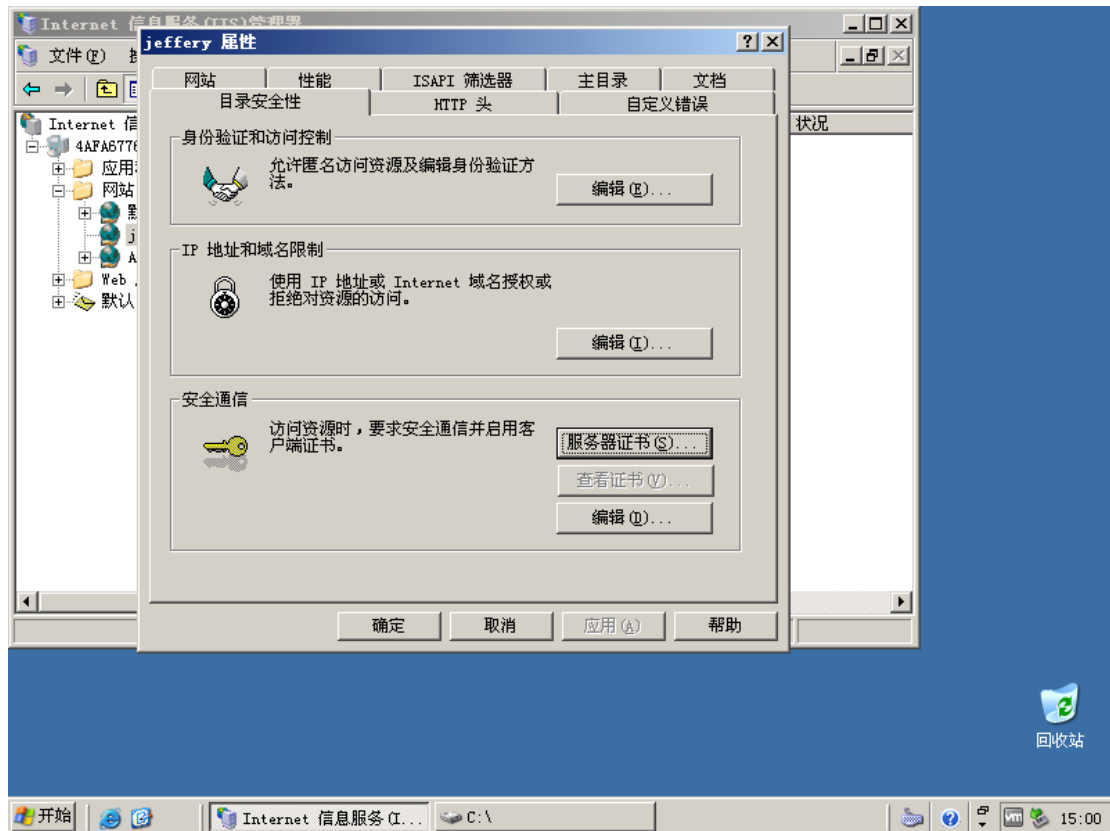 Internet 信息服务(IIS)管理器
文件(F)
jeffery 属性
网站 性能 ISAPI 筛选器 主目录 文档
目录安全性 HTTP 头 自定义错误
Internet 信
4AFA677
应用
网站
默
j
A
Web
默认
状况
身份验证和访问控制
允许匿名访问资源及编辑身份验证方
法。
编辑(E)...
IP 地址和域名限制
使用 IP 地址或 Internet 域名授权或
拒绝对资源的访问。
编辑(I)...
安全通信
访问资源时，要求安全通信并启用客
户端证书。
服务器证书(S)...
查看证书(V)...
编辑(D)...
确定 取消 应用(A) 帮助
回收站
开始 Internet 信息服务(I... C:\ 15:00